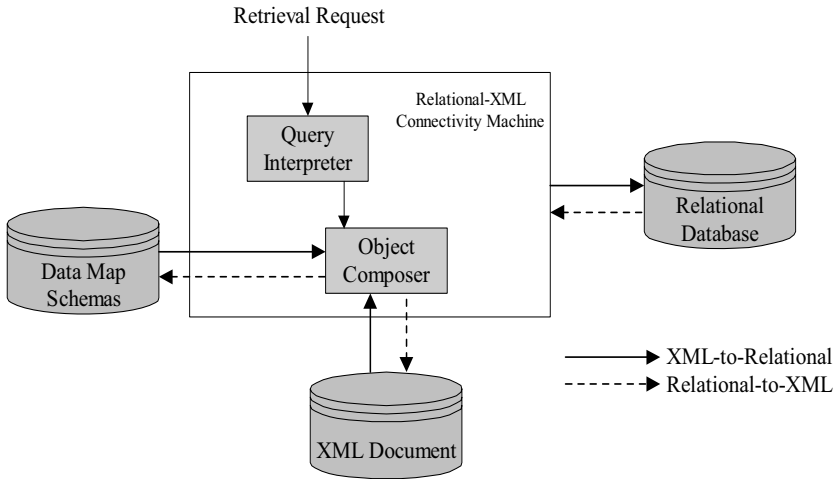 Retrieval Request
Relational-XML
Connectivity Machine
Query
Interpreter
Relational
Database
Object
Composer
Data Map
Schemas
XML-to-Relational
Relational-to-XML
XML Document